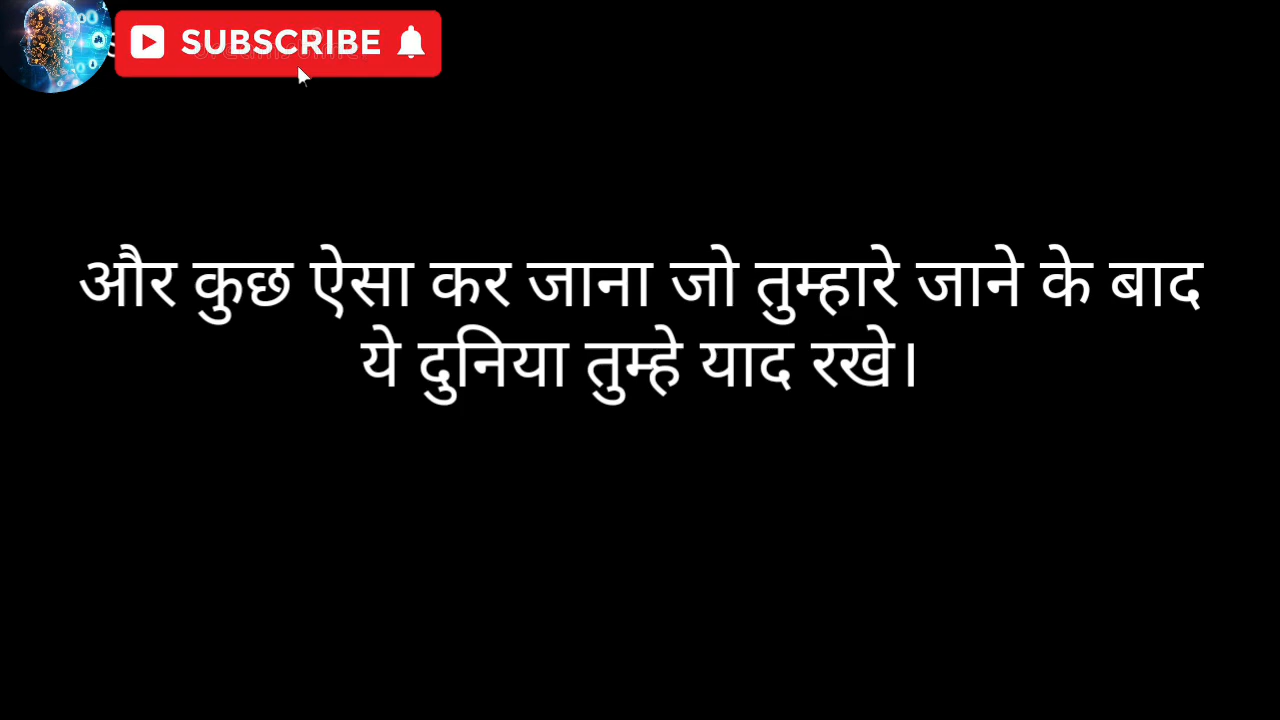 SUBSCRIBE
और कुछ ऐसा कर जाना जो तुम्हारे जाने के बाद
ये दुनिया तुम्हे याद रखे।